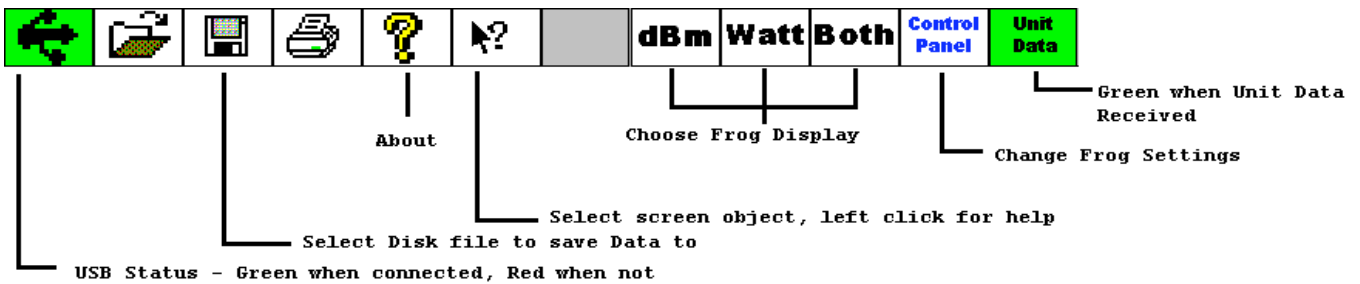 dBm Watt Both Control Panel Unit Data
Green when Unit Data
Received
About
Choose Frog Display
Change Frog Settings
Select screen object, left click for help
Select Disk file to save Data to
USB Status - Green when connected, Red when not